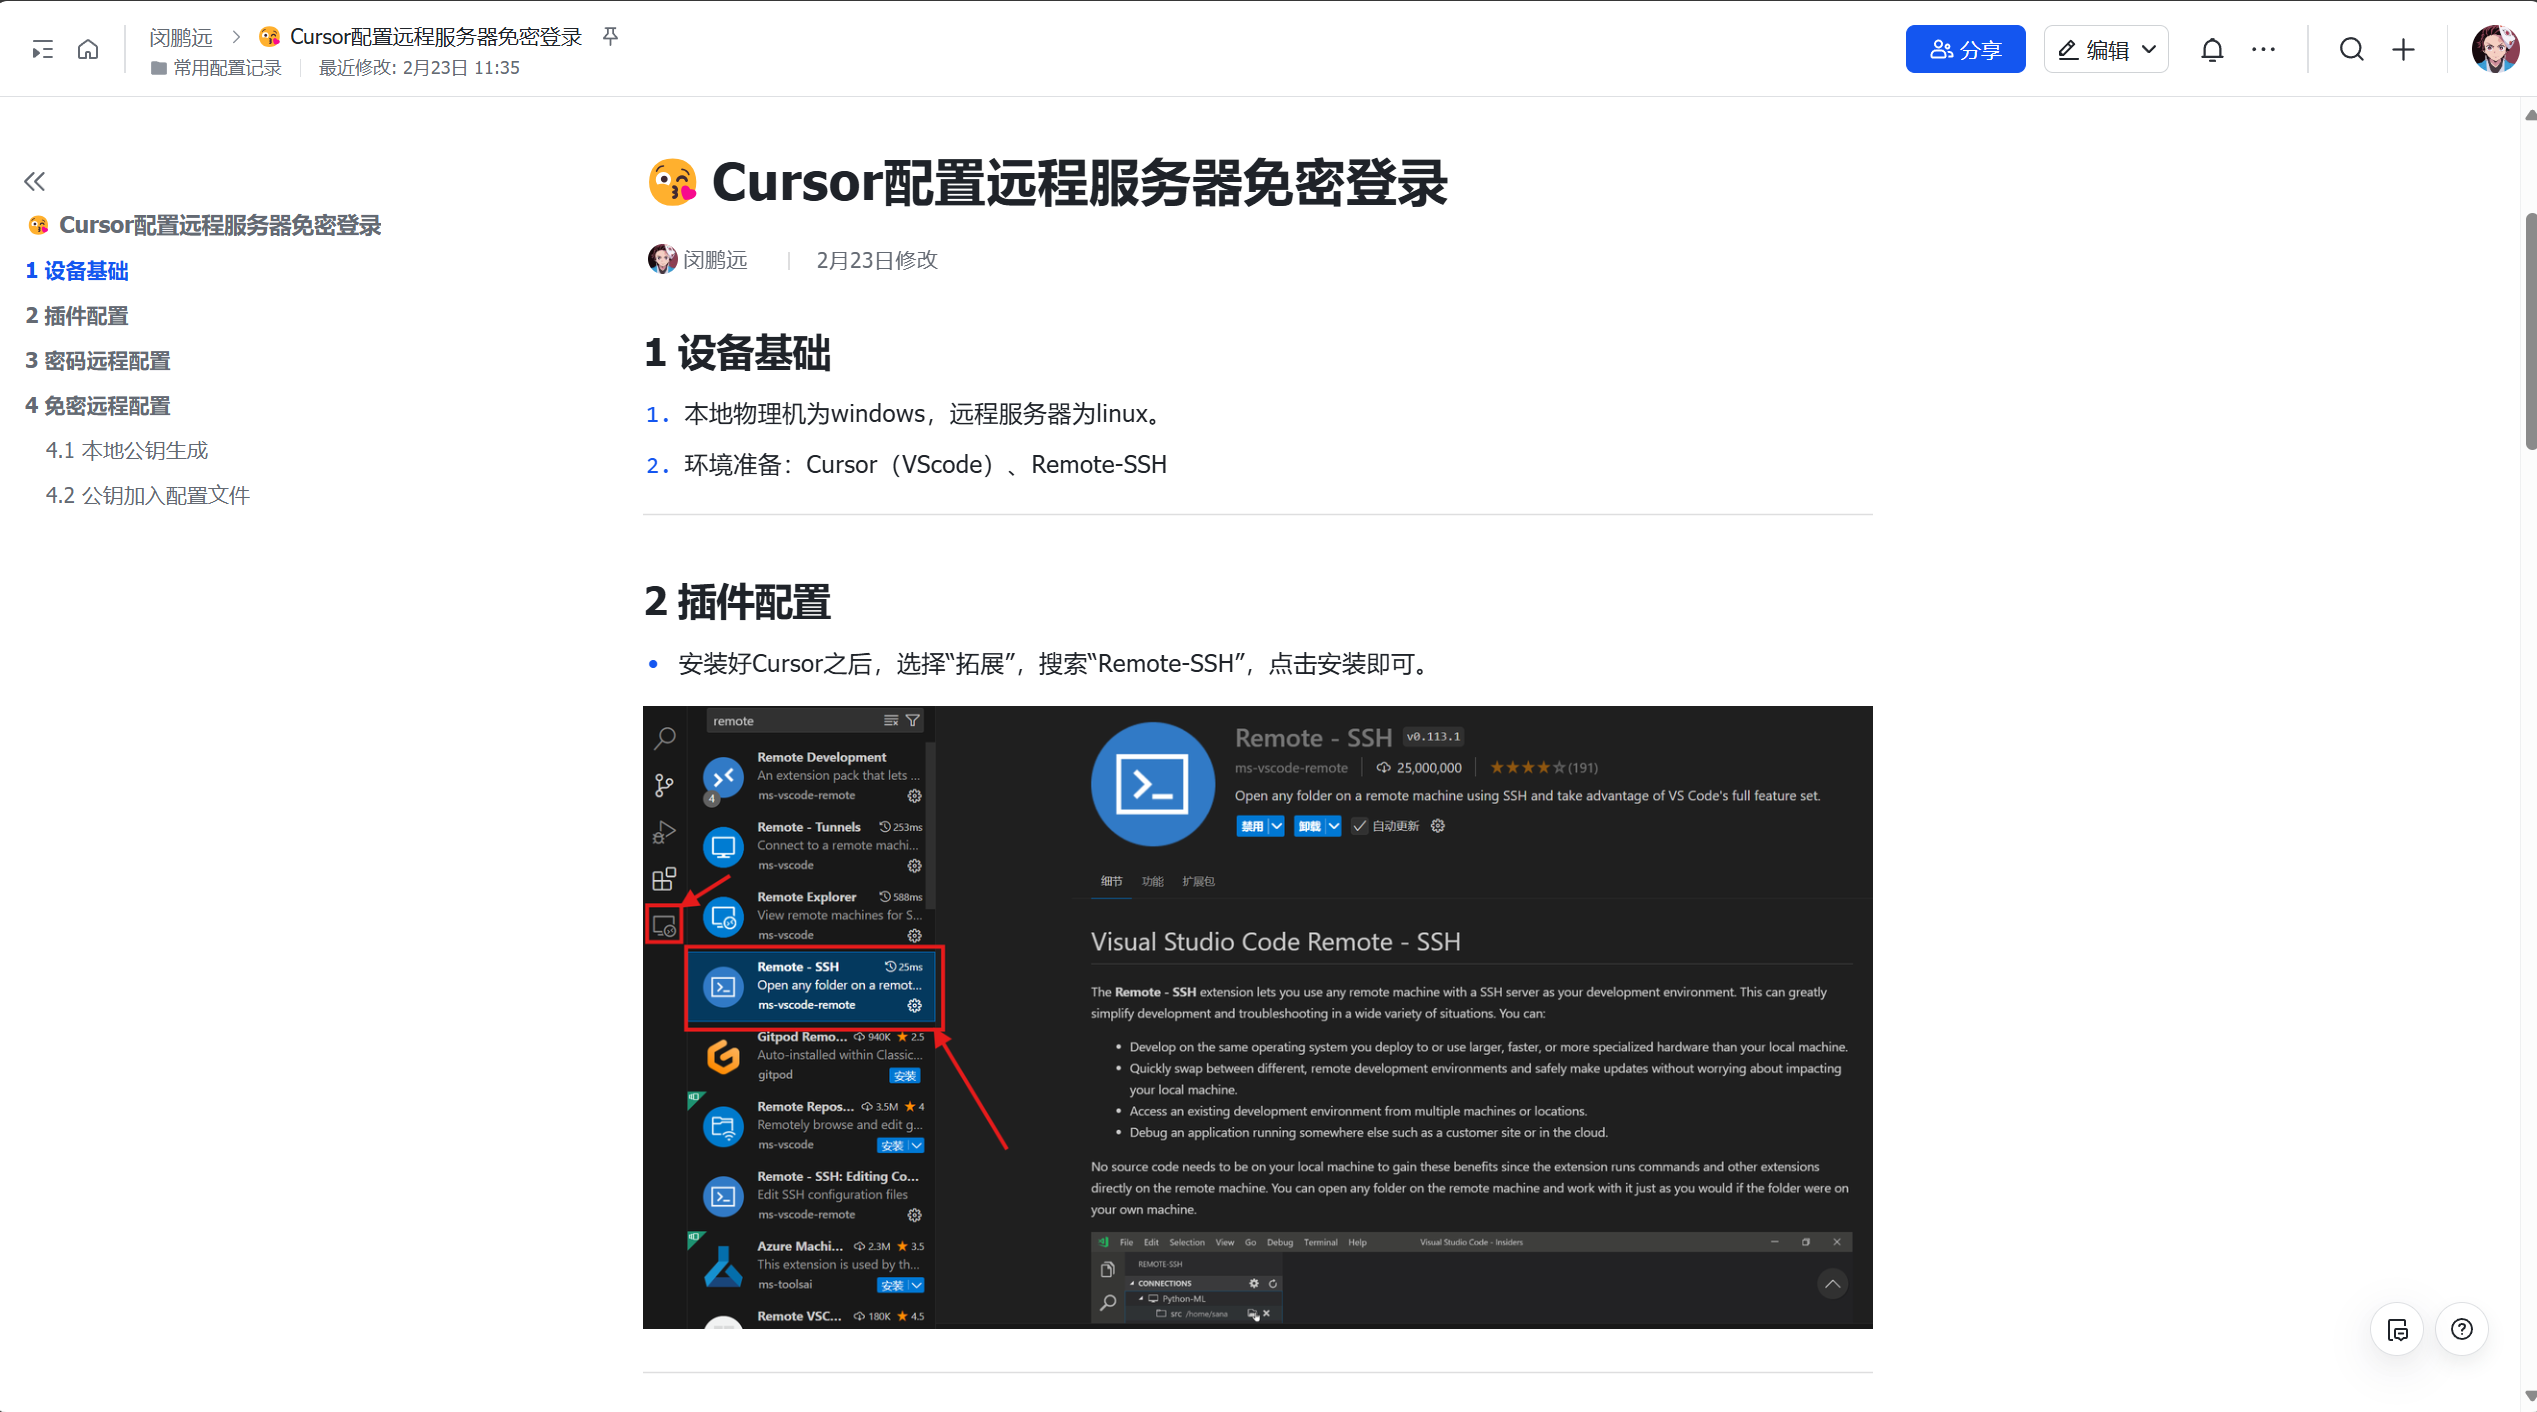 闵鹏远
Cursor配置远程服务器免密登录
常用配置记录
最近修改: 2月23日 11:35
分享
编辑
Cursor配置远程服务器免密登录
1 设备基础
2 插件配置
3 密码远程配置
4 免密远程配置
4.1 本地公钥生成
4.2 公钥加入配置文件
Cursor配置远程服务器免密登录
闵鹏远
2月23日修改
1 设备基础
1. 本地物理机为windows，远程服务器为linux。
2. 环境准备：Cursor（VScode）、Remote-SSH
2 插件配置
• 安装好Cursor之后，选择“拓展”，搜索“Remote-SSH”，点击安装即可。
remote
Remote Development
An extension pack that lets ...
ms-vscode-remote
4
Remote - Tunnels 253ms
Connect to a remote machi...
ms-vscode
Remote Explorer 588ms
View remote machines for S...
ms-vscode
Remote - SSH 25ms
Open any folder on a remot...
ms-vscode-remote
Gitpod Remo... 940K ★ 2.5
Auto-installed within Classic...
gitpod 安装
Remote Repos... 3.5M ★ 4
Remotely browse and edit g...
ms-vscode 安装
Remote - SSH: Editing Co...
Edit SSH configuration files
ms-vscode-remote
Azure Machi... 2.3M ★ 3.5
This extension is used by th...
ms-toolsai 安装
Remote VSC... 180K ★ 4.5
Remote - SSH v0.113.1
ms-vscode-remote 25,000,000 ★★★★☆(191)
Open any folder on a remote machine using SSH and take advantage of VS Code's full feature set.
禁用 卸载 自动更新
细节 功能 扩展包
Visual Studio Code Remote - SSH
The Remote - SSH extension lets you use any remote machine with a SSH server as your development environment. This can greatly
simplify development and troubleshooting in a wide variety of situations. You can:
• Develop on the same operating system you deploy to or use larger, faster, or more specialized hardware than your local machine.
• Quickly swap between different, remote development environments and safely make updates without worrying about impacting
your local machine.
• Access an existing development environment from multiple machines or locations.
• Debug an application running somewhere else such as a customer site or in the cloud.
No source code needs to be on your local machine to gain these benefits since the extension runs commands and other extensions
directly on the remote machine. You can open any folder on the remote machine and work with it just as you would if the folder were on
your own machine.
File Edit Selection View Go Debug Terminal Help Visual Studio Code - Insiders
REMOTE-SSH
CONNECTIONS
Python-ML
src /home/sana